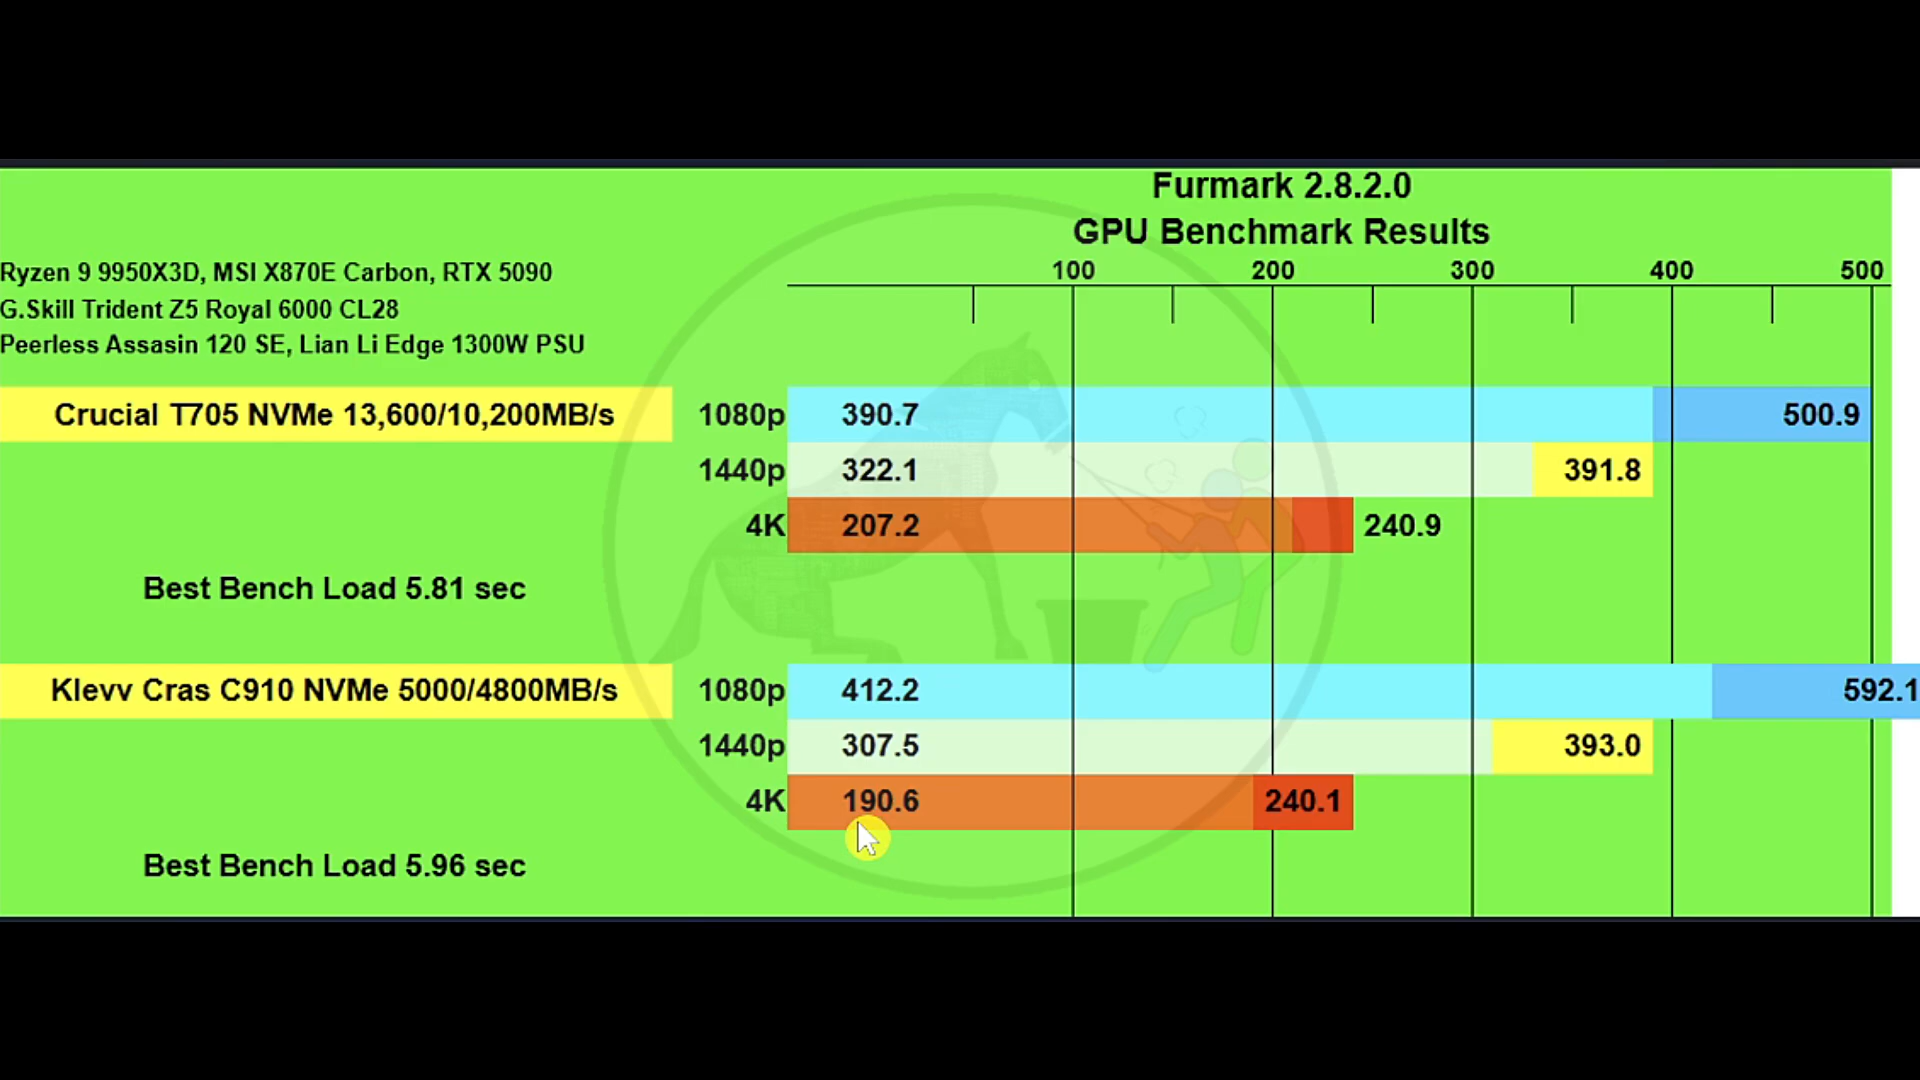 Furmark 2.8.2.0
GPU Benchmark Results
100 200 300 400 500
Ryzen 9 9950X3D, MSI X870E Carbon, RTX 5090
G.Skill Trident Z5 Royal 6000 CL28
Peerless Assasin 120 SE, Lian Li Edge 1300W PSU
Crucial T705 NVMe 13,600/10,200MB/s 1080p 390.7 500.9
1440p 322.1 391.8
4K 207.2 240.9
Best Bench Load 5.81 sec
Klevv Cras C910 NVMe 5000/4800MB/s 1080p 412.2 592.1
1440p 307.5 393.0
4K 190.6 240.1
Best Bench Load 5.96 sec